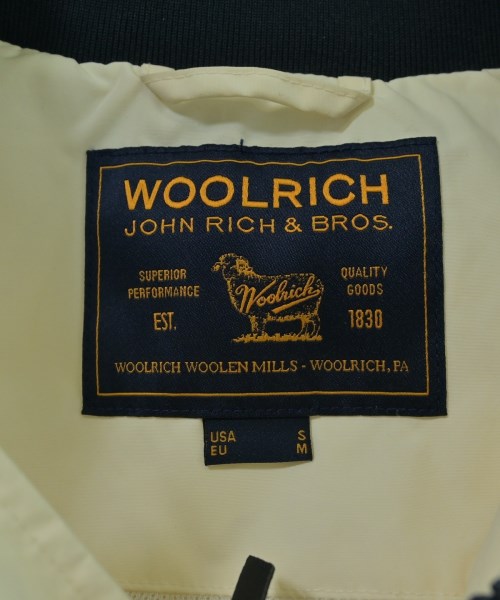 WOOLRICH
JOHN RICH & BROS.
SUPERIOR PERFORMANCE
Woolrich
QUALITY GOODS
EST.
1830
WOOLRICH WOOLEN MILLS - WOOLRICH, PA
USA S
EU M